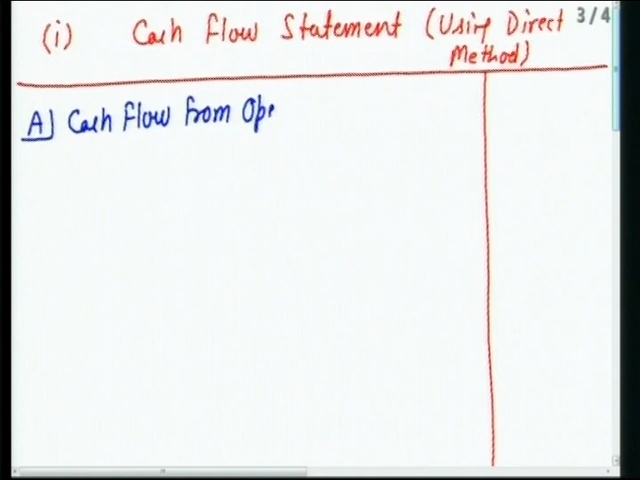 (i) Cash Flow Statement (Using Direct 3/4
Method)
A] Cash Flow from Ope